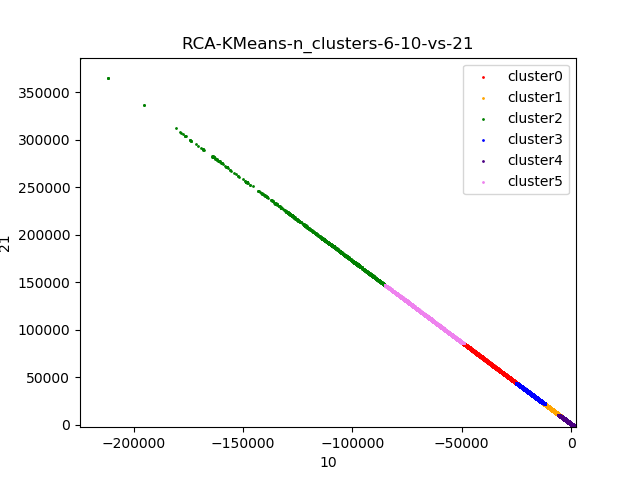 RCA-KMeans-n_clusters-6-10-vs-21
350000
300000
250000
200000
150000
100000
50000
0
21
cluster0
cluster1
cluster2
cluster3
cluster4
cluster5
−200000 −150000 −100000 −50000 0
10